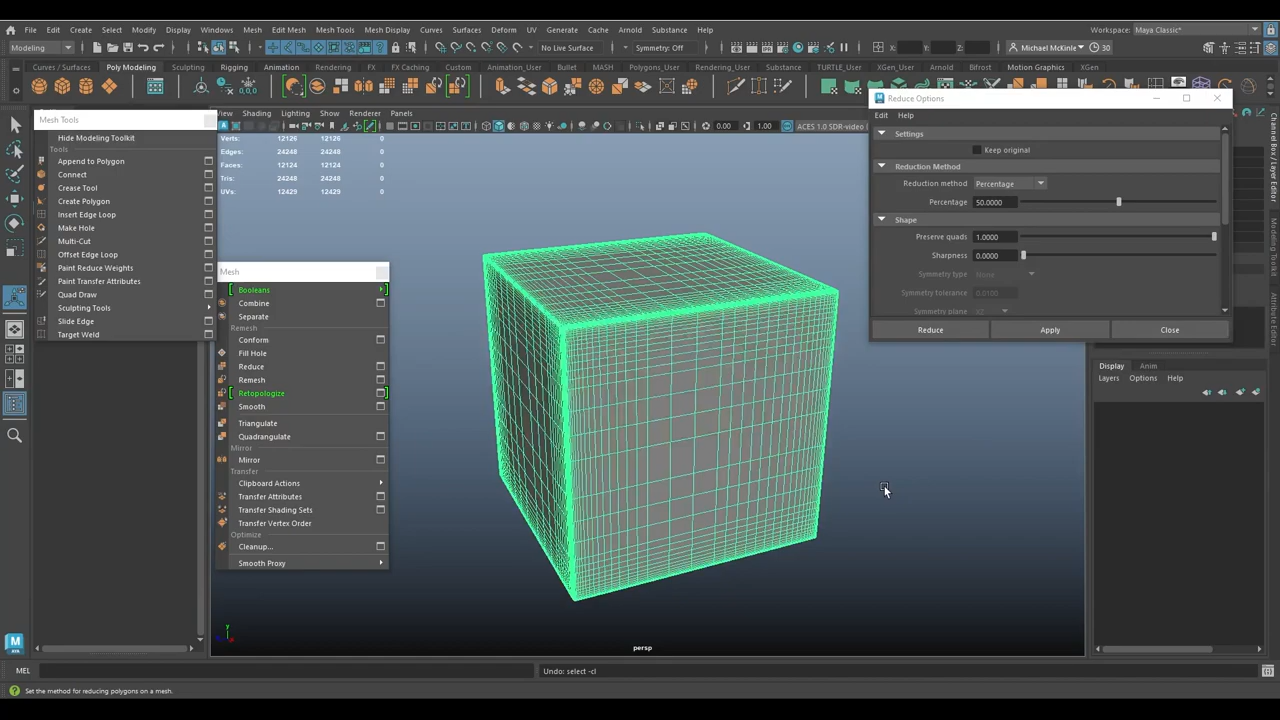 File Edit Create Select Modify Display Windows Mesh Edit Mesh Mesh Tools Mesh Display Curves Surfaces Deform UV Generate Cache Arnold Substance Help Workspace: Maya Classic*
Modeling No Live Surface Symmetry: Off X: Y: Z: Michael McKinle 30
Curves / Surfaces Poly Modeling Sculpting Rigging Animation Rendering FX FX Caching Animation_User Bullet MASH Polygons_User Rendering_User Substance TURTLE_User XGen_User Arnold Bifrost Motion Graphics XGen
Mesh Tools
Hide Modeling Toolkit
Tools
Append to Polygon
Connect
Crease Tool
Create Polygon
Insert Edge Loop
Make Hole
Multi-Cut
Offset Edge Loop
Paint Reduce Weights
Paint Transfer Attributes
Quad Draw
Sculpting Tools
Slide Edge
Target Weld
View Shading Lighting Show Renderer Panels
0.00 1.00 ACES 1.0 SDR-video
Verts: 12126 12126 0
Edges: 24248 24248 0
Faces: 12124 12124 0
Tris: 24248 24248 0
UVs: 12429 12429 0
Mesh
Booleans
Combine
Separate
Remesh
Conform
Fill Hole
Reduce
Remesh
Retopologize
Smooth
Triangulate
Quadrangulate
Mirror
Mirror
Transfer
Clipboard Actions
Transfer Attributes
Transfer Shading Sets
Transfer Vertex Order
Optimize
Cleanup...
Smooth Proxy
Reduce Options
Edit Help
Settings
Keep original
Reduction Method
Reduction method Percentage
Percentage 50.0000
Shape
Preserve quads 1.0000
Sharpness 0.0000
Symmetry type None
Symmetry tolerance 0.0100
Symmetry plane
Reduce Apply Close
Channel Box / Layer Editor
Attribute Editor
Display Anim
Layers Options Help
y
persp
MEL Undo: select -cl
Set the method for reducing polygons on a mesh.